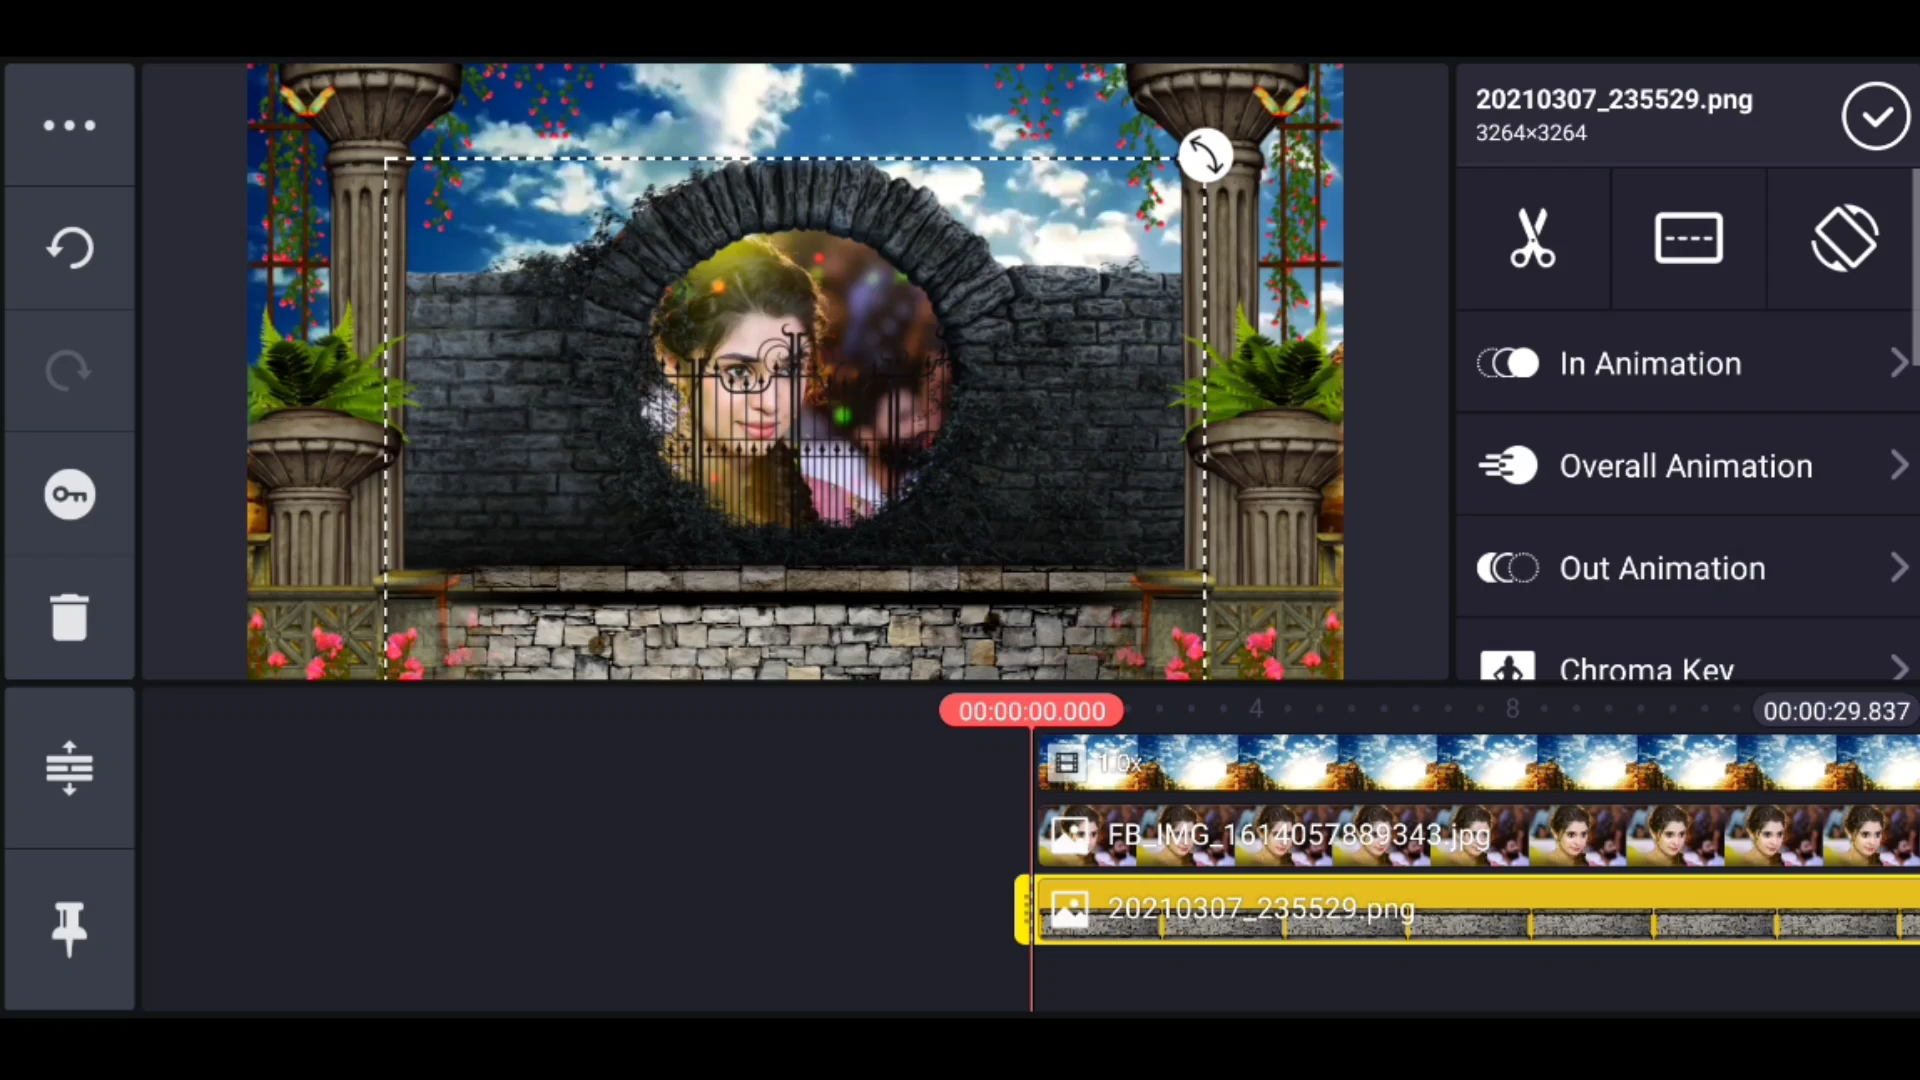 20210307_235529.png
3264×3264
In Animation
Overall Animation
Out Animation
Chroma Key
00:00:00.000
4
8
00:00:29.837
1.0x
FB_IMG_1614057889343.jpg
20210307_235529.png